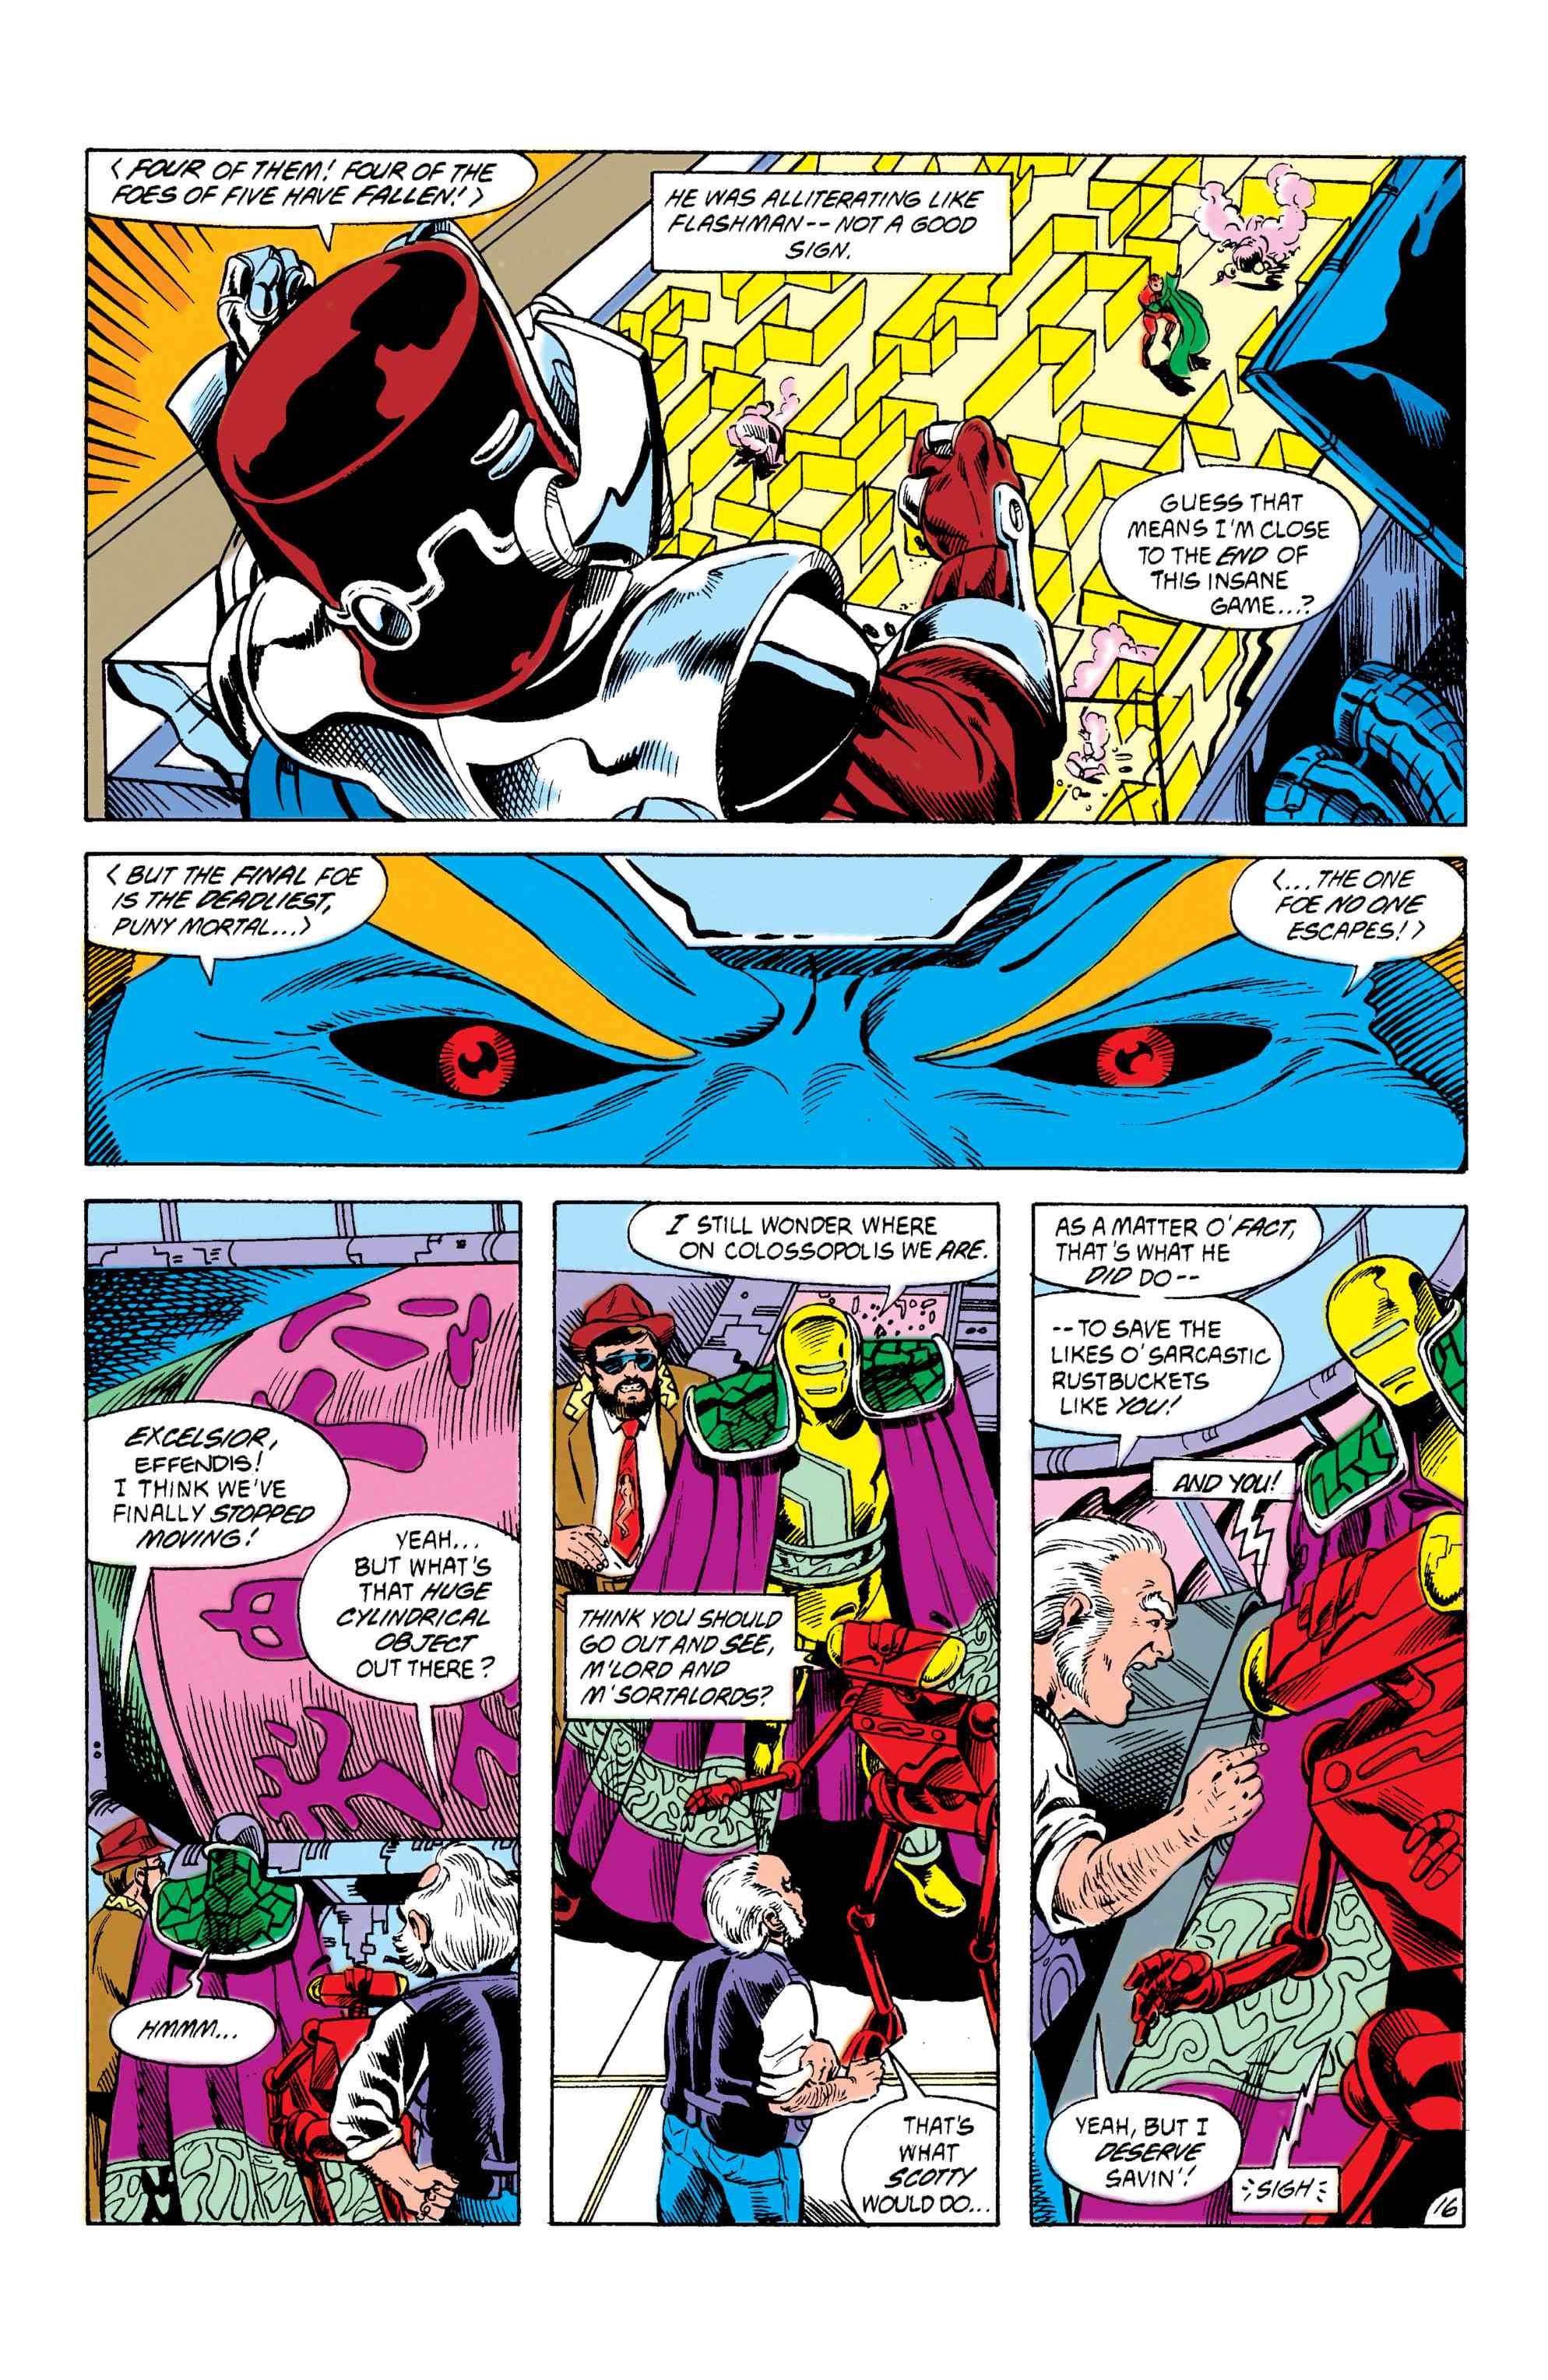 < FOUR OF THEM! FOUR OF THE
FOES OF FIVE HAVE FALLEN! >
HE WAS ALLITERATING LIKE
FLASHMAN-- NOT A GOOD
SIGN.
GUESS THAT
MEANS I'M CLOSE
TO THE END OF
THIS INSANE
GAME...?
< BUT THE FINAL FOE
IS THE DEADLIEST,
PUNY MORTAL... >
<...THE ONE
FOE NO ONE
ESCAPES! >
EXCELSIOR,
EFFENDIS!
I THINK WE'VE
FINALLY STOPPED
MOVING!
YEAH...
BUT WHAT'S
THAT HUGE
CYLINDRICAL
OBJECT
OUT THERE?
HMMM...
I STILL WONDER WHERE
ON COLOSSOPOLIS WE ARE.
THINK YOU SHOULD
GO OUT AND SEE,
M'LORD AND
M'SORTALORDS?
THAT'S
WHAT
SCOTTY
WOULD DO...
AS A MATTER O' FACT,
THAT'S WHAT HE
DID DO--
--TO SAVE THE
LIKES O' SARCASTIC
RUSTBUCKETS
LIKE YOU!
AND YOU!
YEAH, BUT I
DESERVE
SAVIN'!
SIGH
16